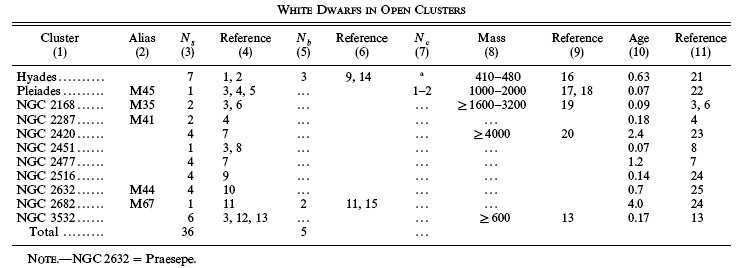 WHITE DWARFS IN OPEN CLUSTERS
Cluster Alias Ns Reference Nb Reference Nc Mass Reference Age Reference
(1) (2) (3) (4) (5) (6) (7) (8) (9) (10) (11)
Hyades.......... 7 1, 2 3 9, 14 a 410–480 16 0.63 21
Pleiades......... M45 1 3, 4, 5 ... 1–2 1000–2000 17, 18 0.07 22
NGC 2168...... M35 2 3, 6 ... ... ≥1600–3200 19 0.09 3, 6
NGC 2287...... M41 2 4 ... ... 0.18 4
NGC 2420...... 4 7 ... ... ≥4000 20 2.4 23
NGC 2451...... 1 3, 8 ... ... ... 0.07 8
NGC 2477...... 4 7 ... ... ... 1.2 7
NGC 2516...... 4 9 ... ... ... 0.14 24
NGC 2632...... M44 4 10 ... ... ... 0.7 25
NGC 2682...... M67 1 11 2 11, 15 ... ... 4.0 24
NGC 3532...... 6 3, 12, 13 ... ... ≥600 13 0.17 13
Total ......... 36 5 ...
NOTE.—NGC 2632 = Praesepe.